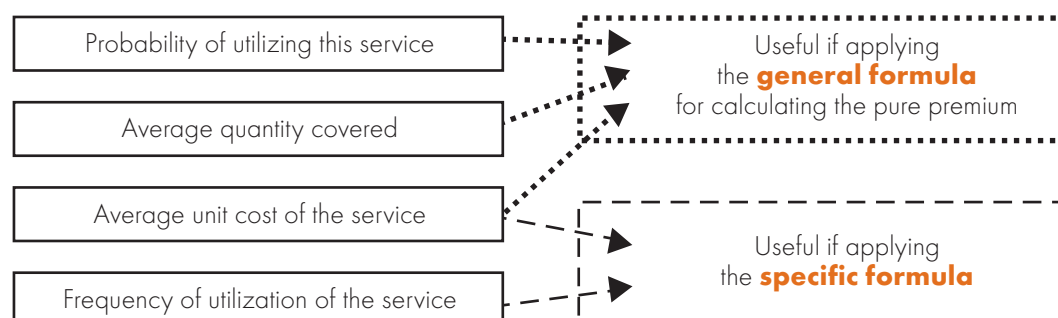 Probability of utilizing this service
Average quantity covered
Average unit cost of the service
Frequency of utilization of the service
Useful if applying
the general formula
for calculating the pure premium
Useful if applying
the specific formula